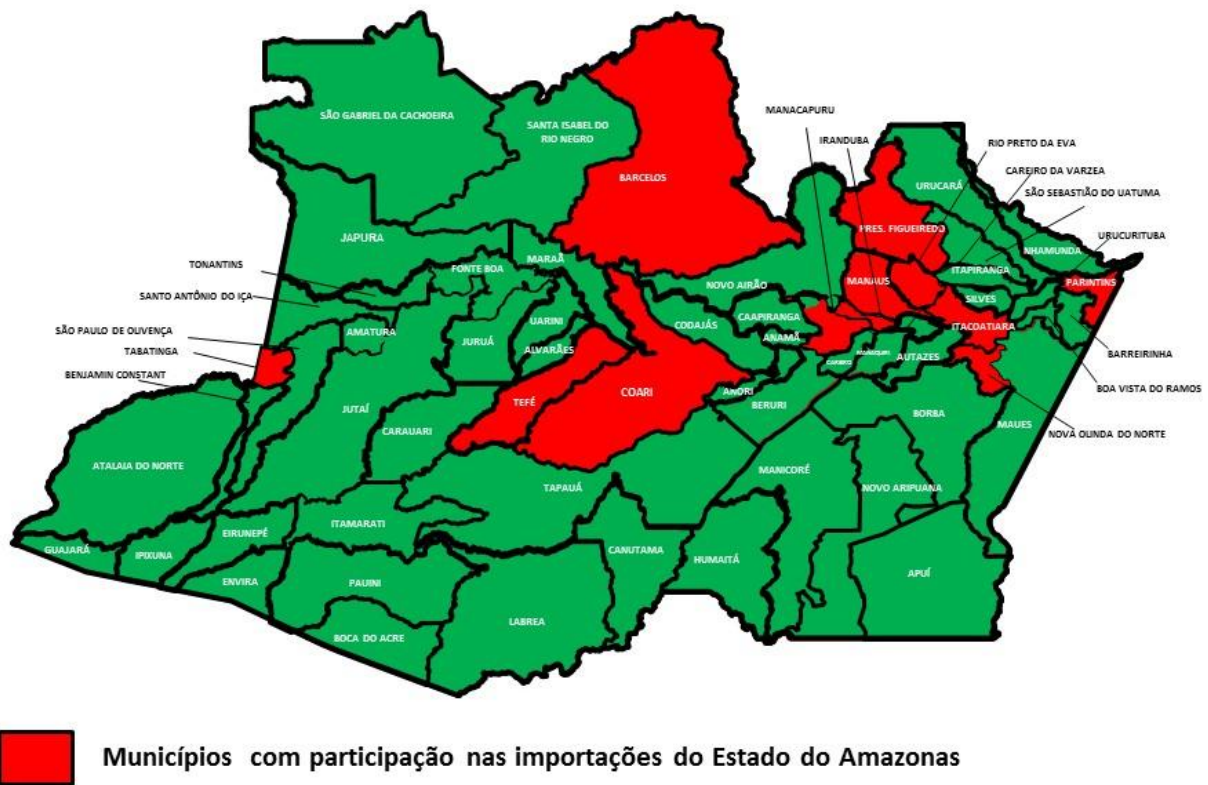 SÃO GABRIEL DA CACHOEIRA
SANTA ISABEL DO
RIO NEGRO
BARCELOS
MANACAPURU
IRANDUBA
RIO PRETO DA EVA
CAREIRO DA VARZEA
SÃO SEBASTIÃO DO UATUMA
URUCARÁ
URUCURITUBA
NHAMUNDA
PRES. FIGUEIREDO
ITAPIRANGA
PARINTINS
JAPURA
MARAÃ
FONTE BOA
TONANTINS
NOVO AIRÃO
MANAUS
SILVES
SANTO ANTÔNIO DO IÇA
CAAPIRANGA
CODAJÁS
UARINI
ITACOATIARA
SÃO PAULO DE OLIVENÇA
AMATURA
JURUÁ
ALVARÃES
ANAMÃ
AUTAZES
BARREIRINHA
TABATINGA
CAREIRO
BENJAMIN CONSTANT
BOA VISTA DO RAMOS
COARI
ANORI
TEFÉ
BERURI
JUTAÍ
BORBA
MAUES
CARAUARI
NOVA OLINDA DO NORTE
ATALAIA DO NORTE
MANICORÉ
TAPAUÁ
NOVO ARIPUANA
ITAMARATI
EIRUNEPÉ
GUAJARÁ
IPIXUNA
CANUTAMA
HUMAITÁ
APUÍ
ENVIRA
PAUINI
LABREA
BOCA DO ACRE
Municípios com participação nas importações do Estado do Amazonas